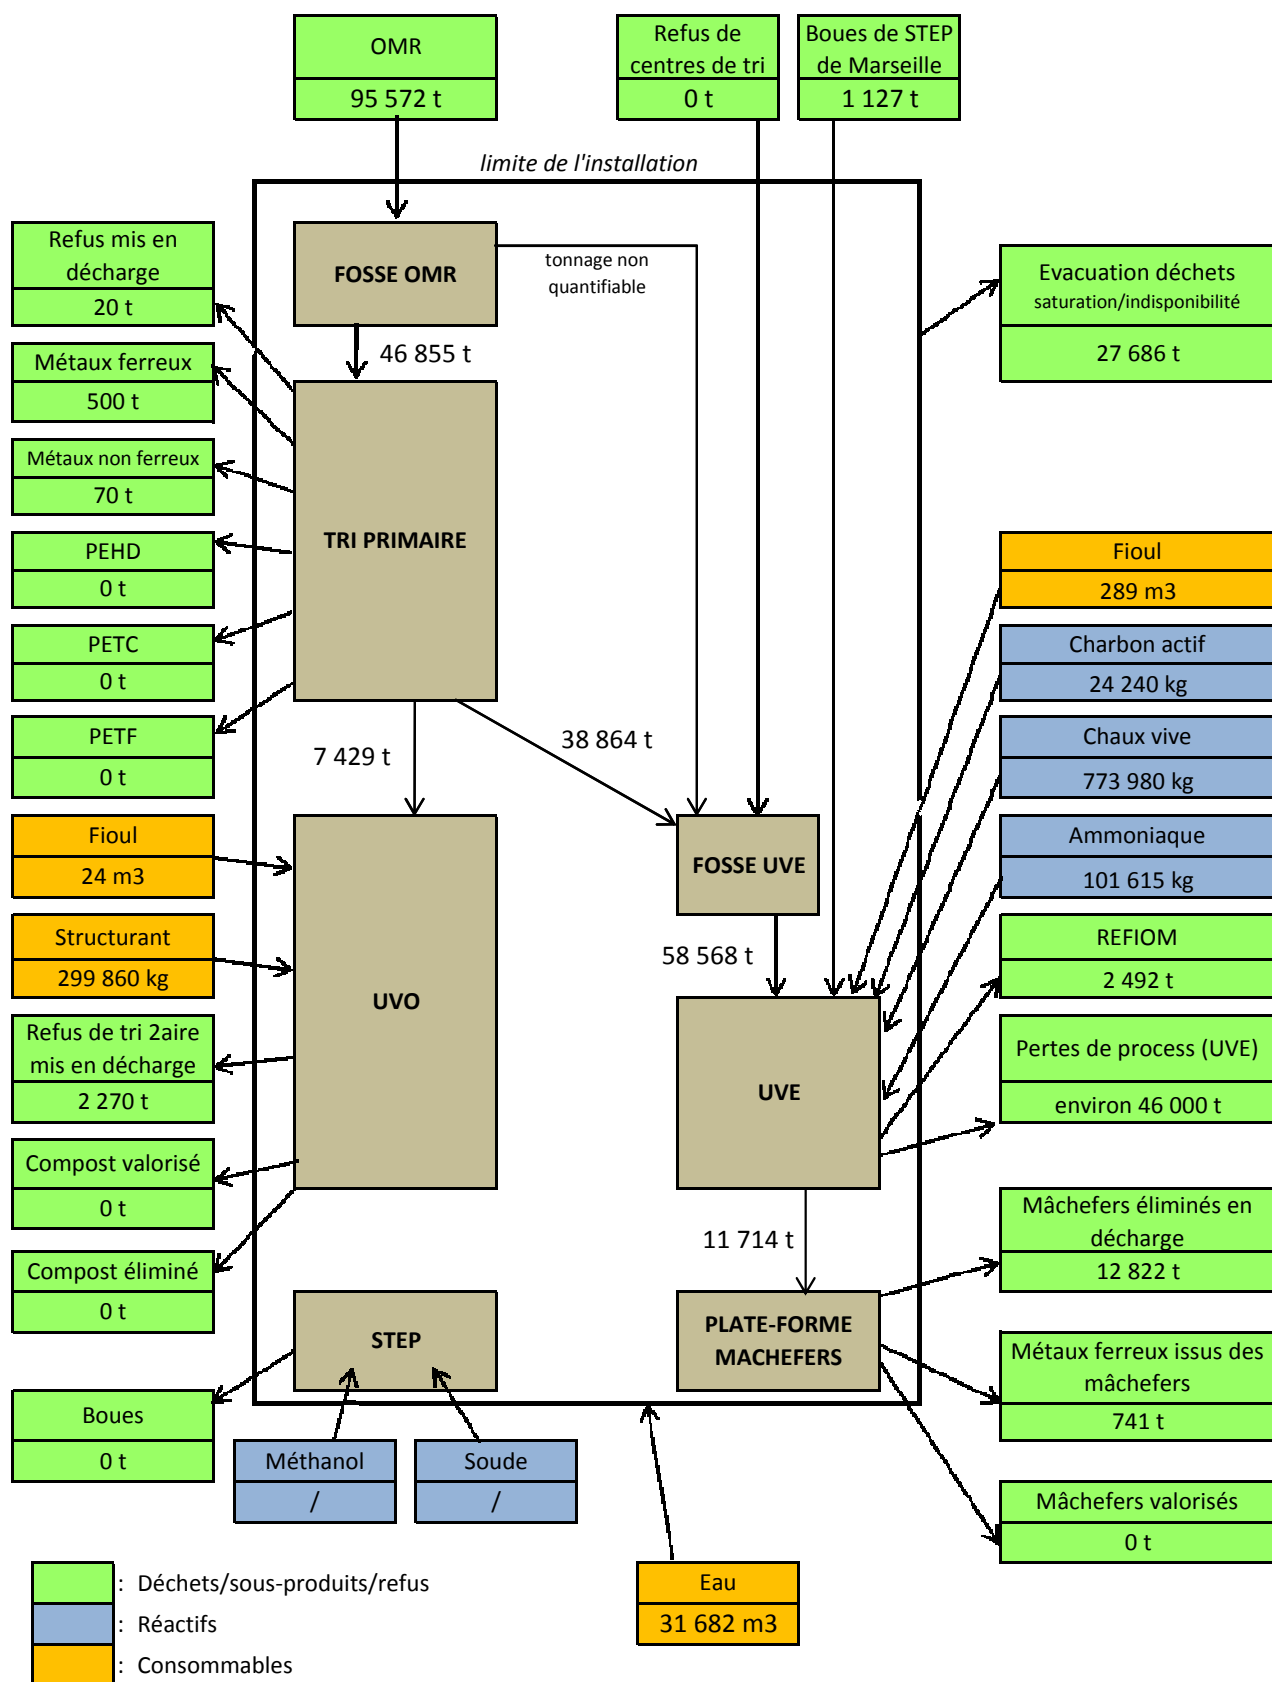 OMR
95 572 t
Refus de
centres de tri
0 t
Boues de STEP
de Marseille
1 127 t
limite de l'installation
Refus mis en
décharge
20 t
FOSSE OMR
tonnage non
quantifiable
Evacuation déchets
saturation/indisponibilité
27 686 t
46 855 t
Métaux ferreux
500 t
Métaux non ferreux
70 t
TRI PRIMAIRE
PEHD
0 t
PETC
0 t
PETF
0 t
Fioul
289 m3
Charbon actif
24 240 kg
Chaux vive
773 980 kg
Ammoniaque
101 615 kg
7 429 t
38 864 t
Fioul
24 m3
FOSSE UVE
Structurant
299 860 kg
58 568 t
REFIOM
2 492 t
UVO
Refus de tri 2aire
mis en décharge
2 270 t
UVE
Pertes de process (UVE)
environ 46 000 t
Compost valorisé
0 t
Compost éliminé
0 t
11 714 t
Mâchefers éliminés en
décharge
12 822 t
STEP
PLATE-FORME
MACHEFERS
Métaux ferreux issus des
mâchefers
741 t
Boues
0 t
Méthanol
/
Soude
/
Mâchefers valorisés
0 t
: Déchets/sous-produits/refus
: Réactifs
: Consommables
Eau
31 682 m3